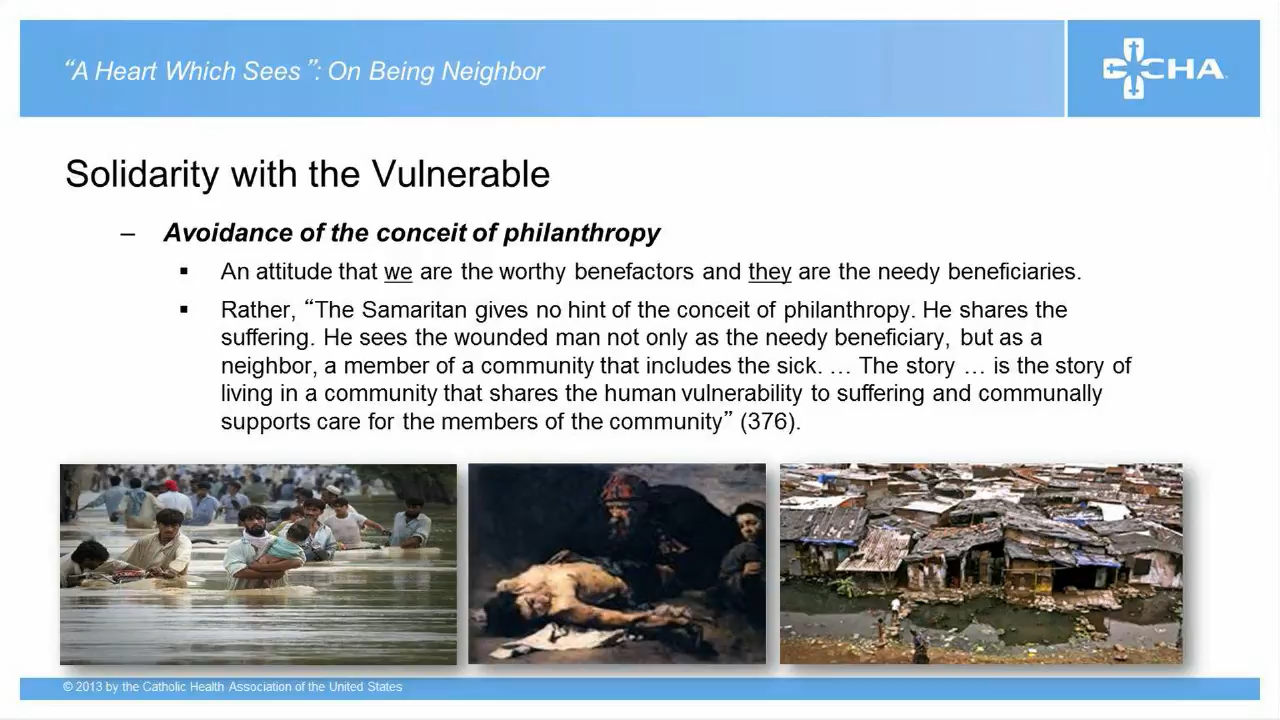 “A Heart Which Sees ”: On Being Neighbor
CHA
Solidarity with the Vulnerable
– Avoidance of the conceit of philanthropy
▪ An attitude that we are the worthy benefactors and they are the needy beneficiaries.
▪ Rather, “The Samaritan gives no hint of the conceit of philanthropy. He shares the
suffering. He sees the wounded man not only as the needy beneficiary, but as a
neighbor, a member of a community that includes the sick. … The story … is the story of
living in a community that shares the human vulnerability to suffering and communally
supports care for the members of the community” (376).
© 2013 by the Catholic Health Association of the United States